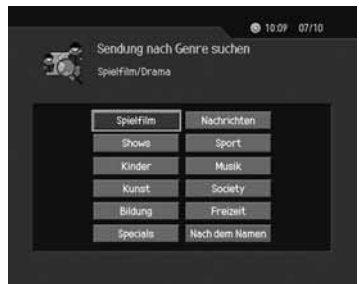 10:09 07/10
Sendung nach Genre suchen
Spielfilm/Drama
Spielfilm Nachrichten
Shows Sport
Kinder Musik
Kunst Society
Bildung Freizeit
Specials Nach dem Namen